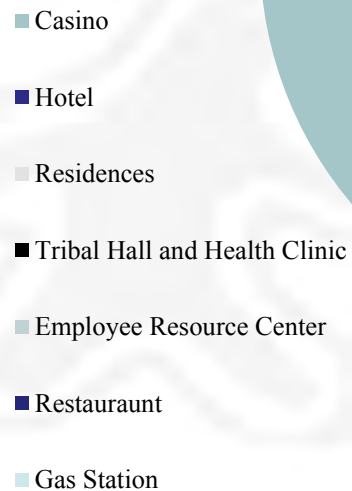 Casino
Hotel
Residences
Tribal Hall and Health Clinic
Employee Resource Center
Restauraunt
Gas Station